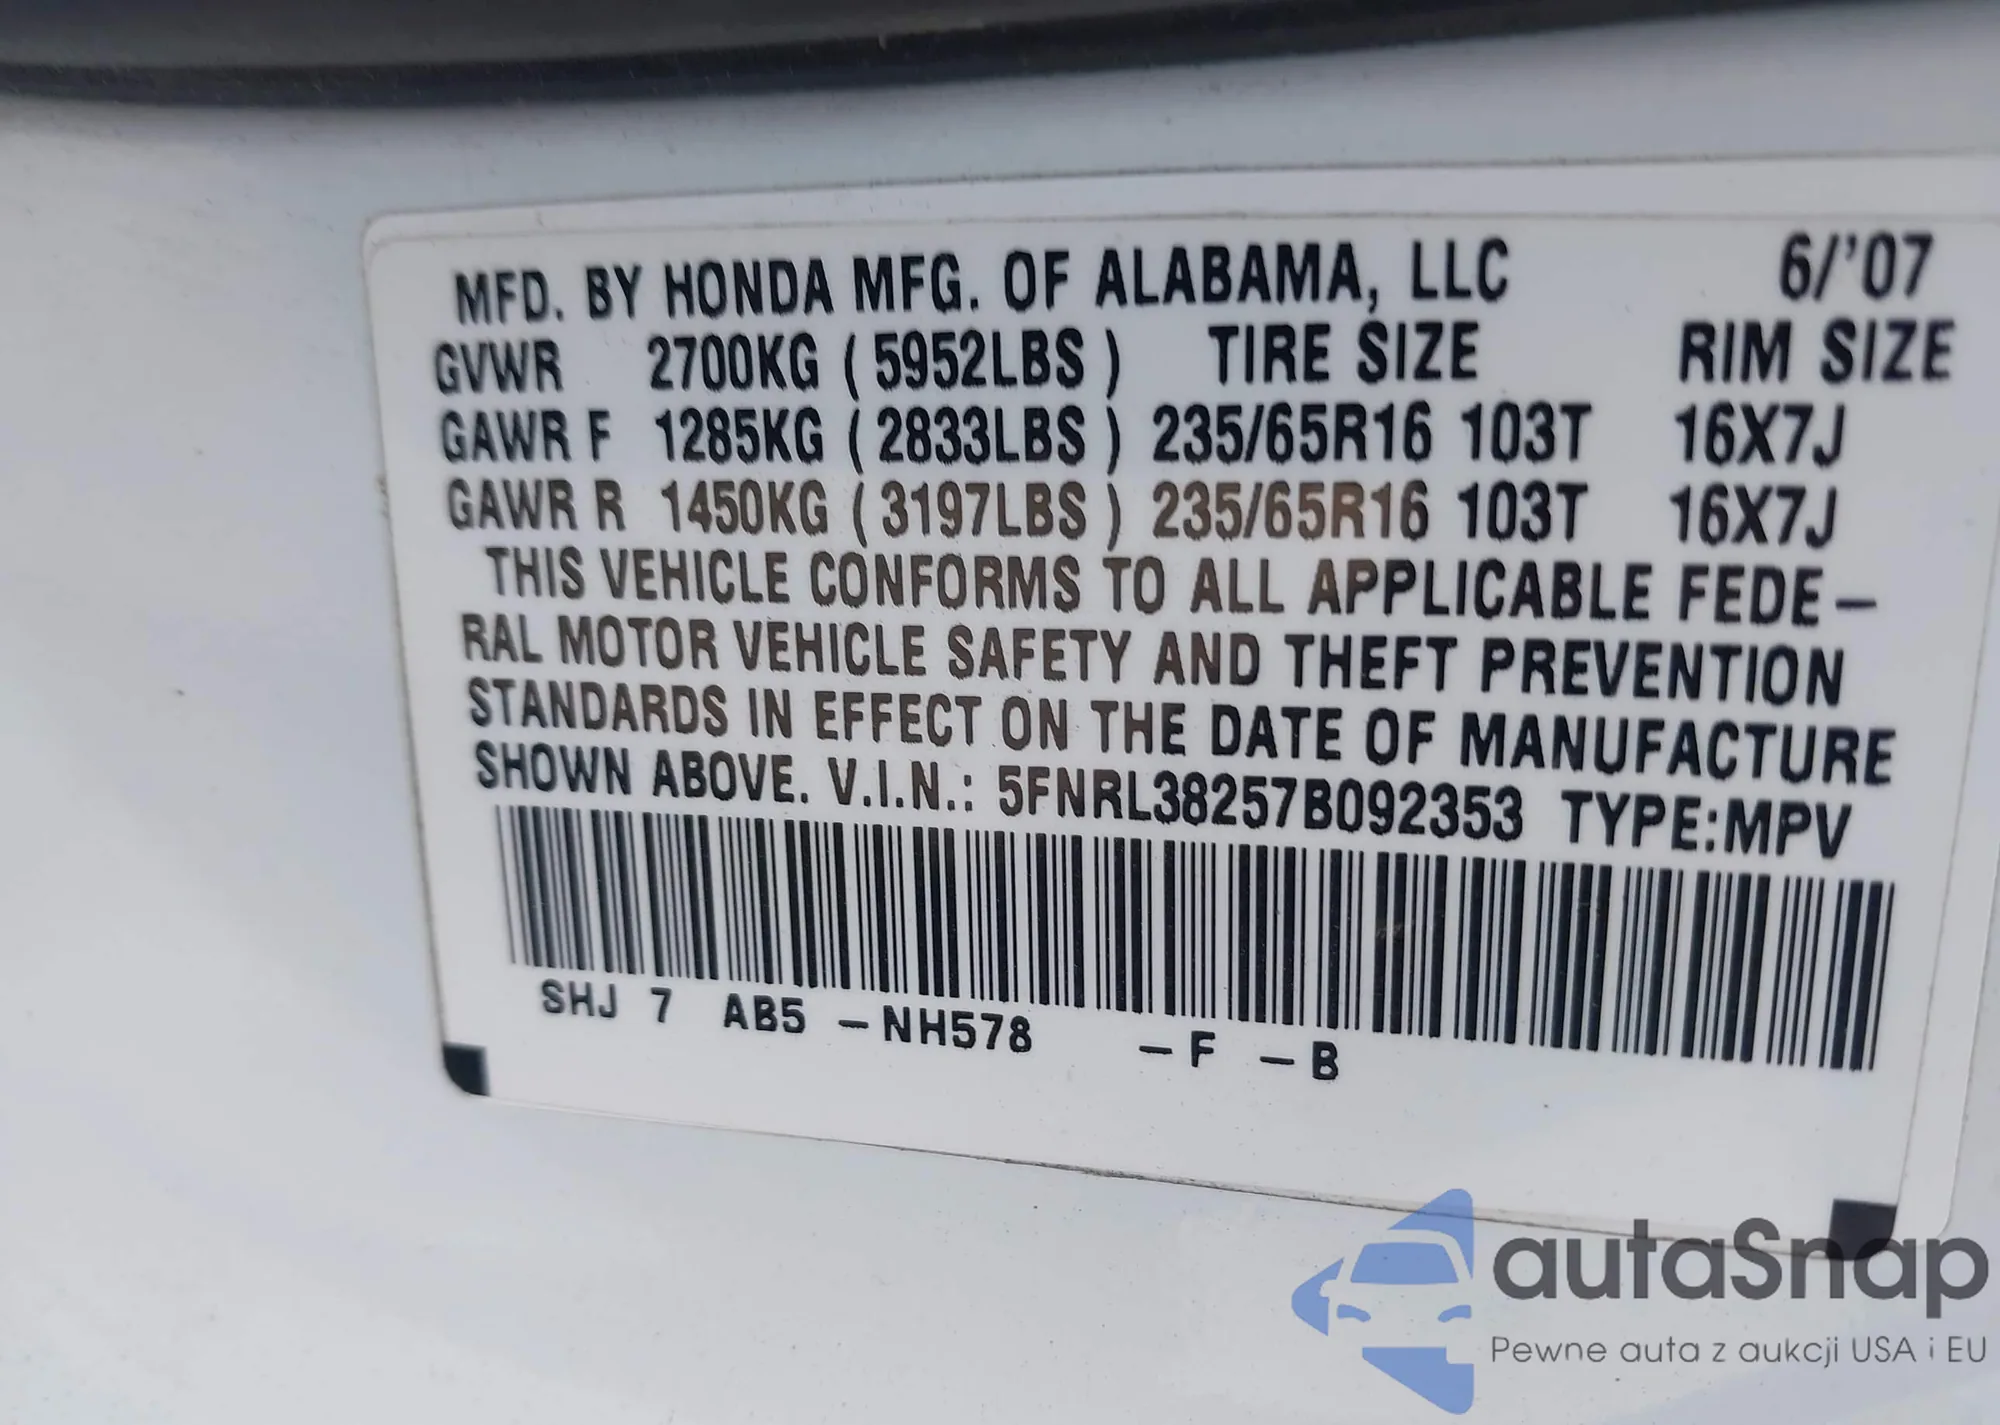 MFD. BY HONDA MFG. OF ALABAMA, LLC 6/'07
GVWR 2700KG ( 5952LBS ) TIRE SIZE RIM SIZE
GAWR F 1285KG ( 2833LBS ) 235/65R16 103T 16X7J
GAWR R 1450KG ( 3197LBS ) 235/65R16 103T 16X7J
THIS VEHICLE CONFORMS TO ALL APPLICABLE FEDE–
RAL MOTOR VEHICLE SAFETY AND THEFT PREVENTION
STANDARDS IN EFFECT ON THE DATE OF MANUFACTURE
SHOWN ABOVE. V.I.N.: 5FNRL38257B092353 TYPE:MPV
SHJ 7 AB5 –NH578 –F –B
autaSnap
Pewne auta z aukcji USA i EU